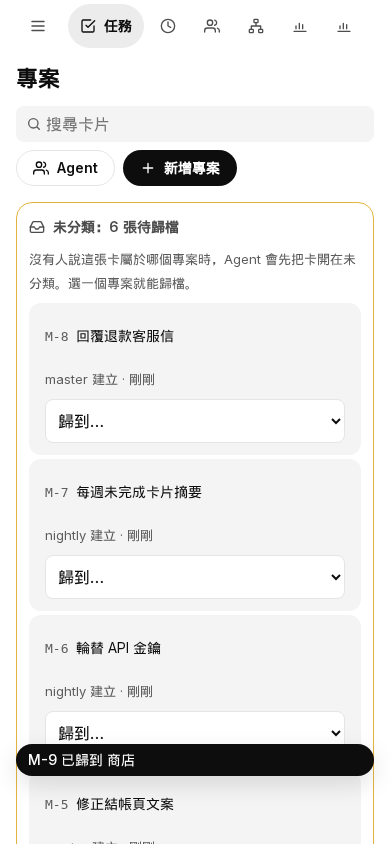 任務
專案
搜尋卡片
Agent
新增專案
未分類：6 張待歸檔
沒有人說這張卡屬於哪個專案時，Agent 會先把卡開在未
分類。選一個專案就能歸檔。
M-8 回覆退款客服信
master 建立 · 剛剛
歸到…
M-7 每週未完成卡片摘要
nightly 建立 · 剛剛
歸到…
M-6 輪替 API 金鑰
nightly 建立 · 剛剛
歸到…
M-9 已歸到 商店
M-5 修正結帳頁文案